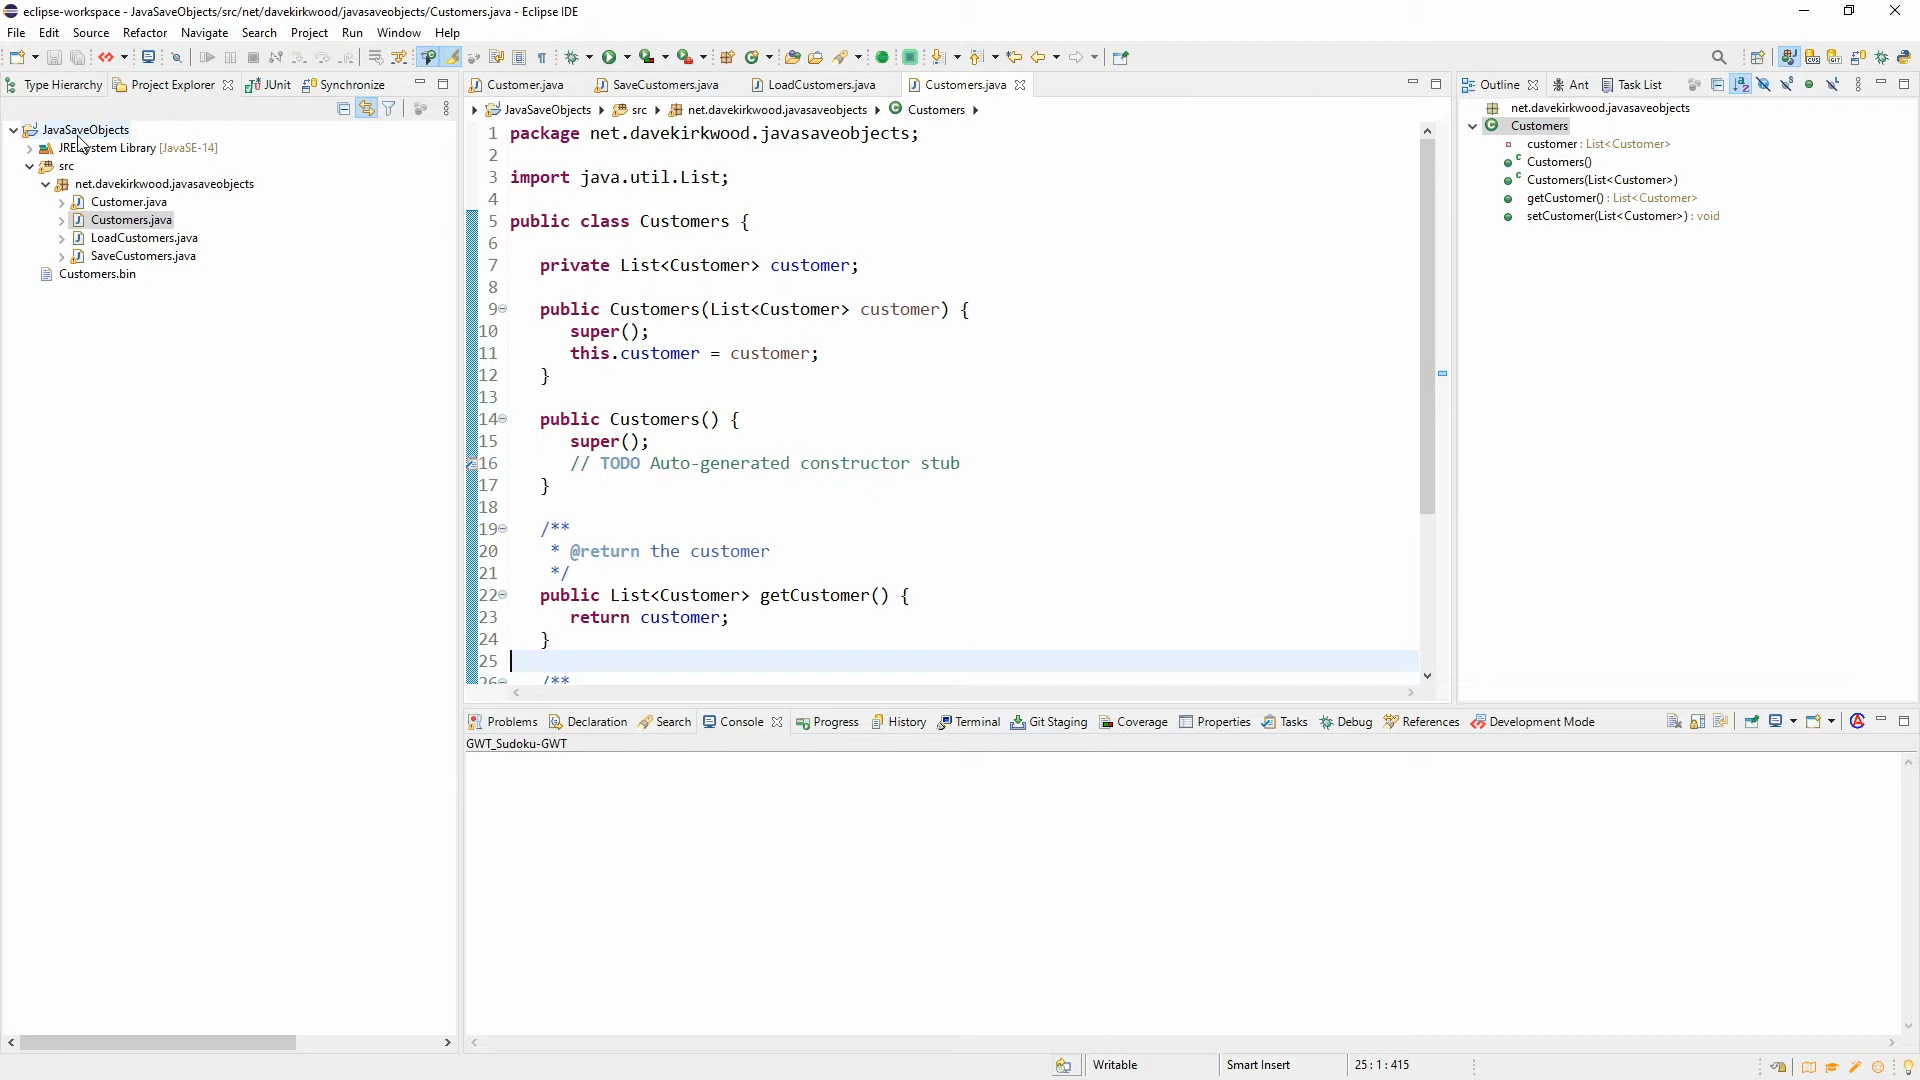 eclipse-workspace - JavaSaveObjects/src/net/davekirkwood/javasaveobjects/Customers.java - Eclipse IDE
File Edit Source Refactor Navigate Search Project Run Window Help
Type Hierarchy Project Explorer JUnit Synchronize
JavaSaveObjects
JRE System Library [JavaSE-14]
src
net.davekirkwood.javasaveobjects
Customer.java
Customers.java
LoadCustomers.java
SaveCustomers.java
Customers.bin
Customer.java SaveCustomers.java LoadCustomers.java Customers.java
JavaSaveObjects src net.davekirkwood.javasaveobjects Customers
1 package net.davekirkwood.javasaveobjects;
2
3 import java.util.List;
4
5 public class Customers {
6
7 private List<Customer> customer;
8
9 public Customers(List<Customer> customer) {
10 super();
11 this.customer = customer;
12 }
13
14 public Customers() {
15 super();
16 // TODO Auto-generated constructor stub
17 }
18
19 /**
20 * @return the customer
21 */
22 public List<Customer> getCustomer() {
23 return customer;
24 }
25
26 /**
Outline Ant Task List
net.davekirkwood.javasaveobjects
Customers
customer : List<Customer>
Customers()
Customers(List<Customer>)
getCustomer() : List<Customer>
setCustomer(List<Customer>) : void
Problems Declaration Search Console Progress History Terminal Git Staging Coverage Properties Tasks Debug References Development Mode
GWT_Sudoku-GWT
Writable Smart Insert 25 : 1 : 415